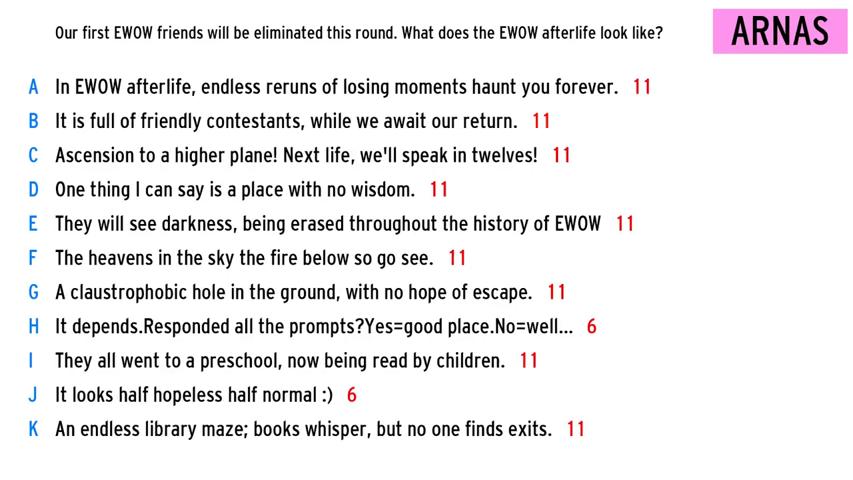 Our first EWOW friends will be eliminated this round. What does the EWOW afterlife look like?
ARNAS
A In EWOW afterlife, endless reruns of losing moments haunt you forever. 11
B It is full of friendly contestants, while we await our return. 11
C Ascension to a higher plane! Next life, we'll speak in twelves! 11
D One thing I can say is a place with no wisdom. 11
E They will see darkness, being erased throughout the history of EWOW 11
F The heavens in the sky the fire below so go see. 11
G A claustrophobic hole in the ground, with no hope of escape. 11
H It depends.Responded all the prompts?Yes=good place.No=well... 6
I They all went to a preschool, now being read by children. 11
J It looks half hopeless half normal :) 6
K An endless library maze; books whisper, but no one finds exits. 11